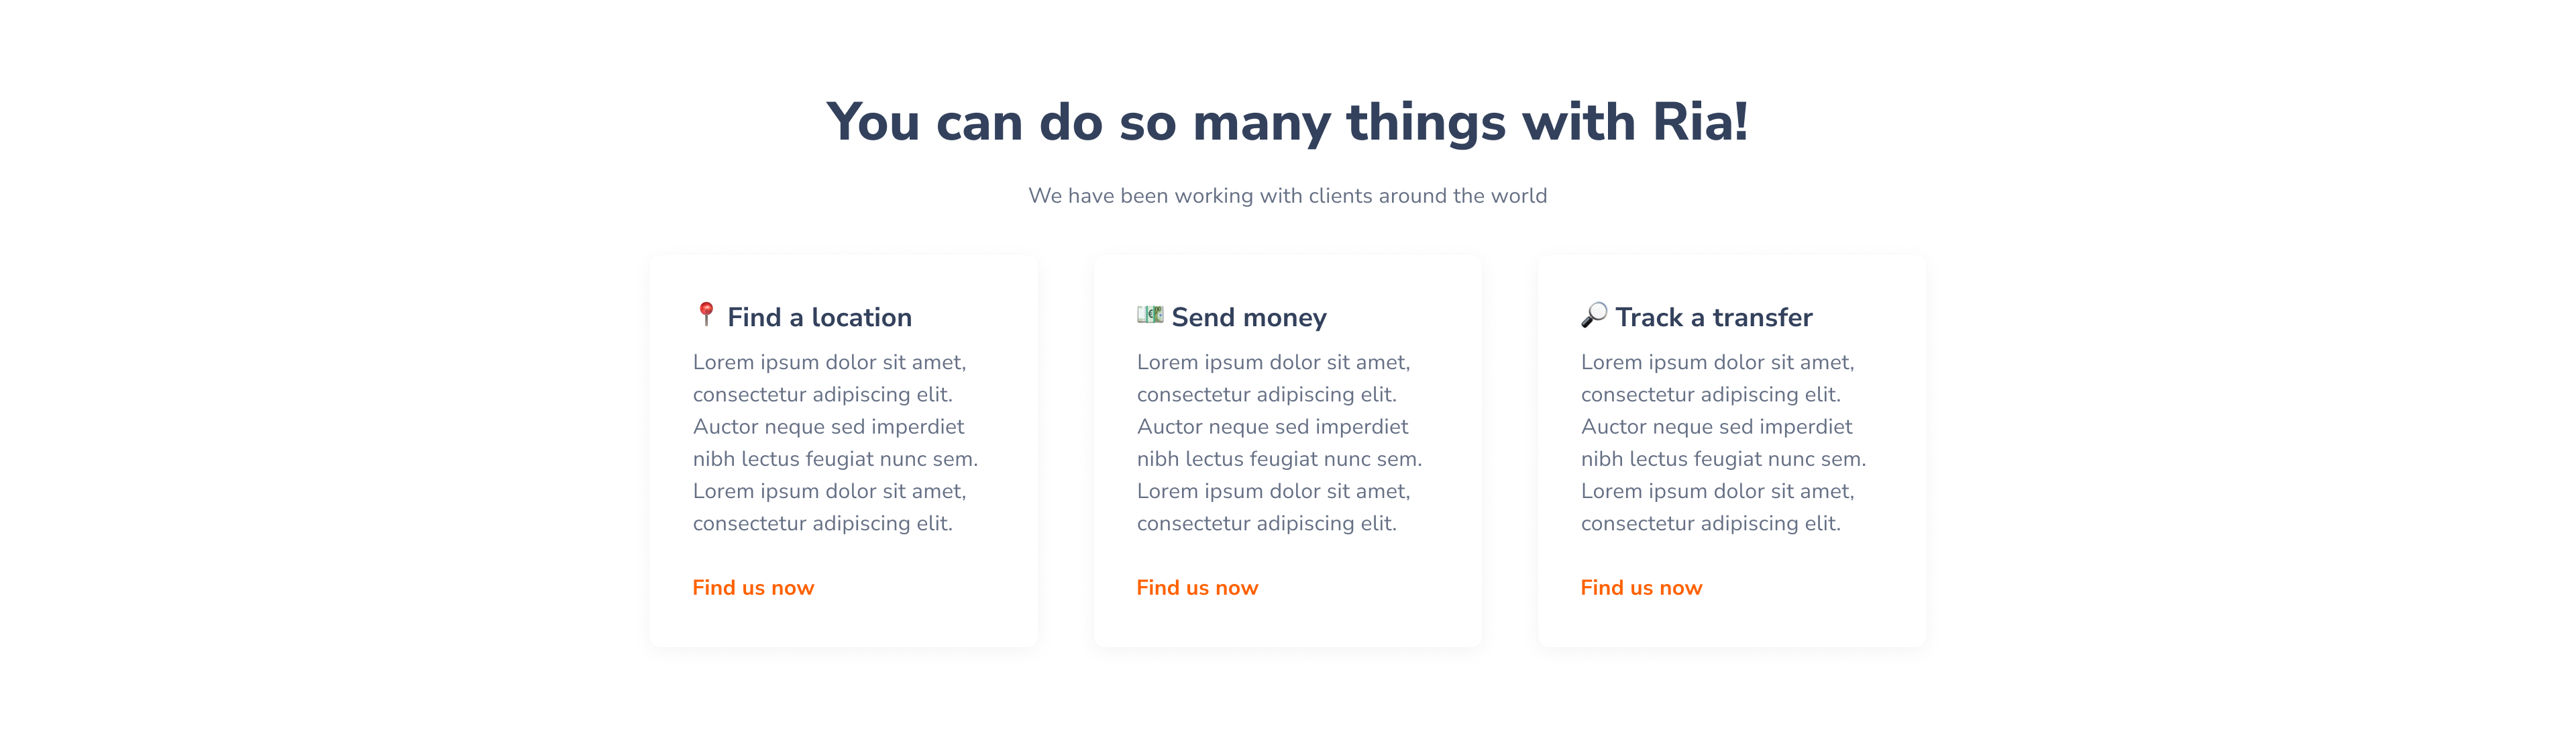 You can do so many things with Ria!
We have been working with clients around the world
Find a location
Lorem ipsum dolor sit amet,
consectetur adipiscing elit.
Auctor neque sed imperdiet
nibh lectus feugiat nunc sem.
Lorem ipsum dolor sit amet,
consectetur adipiscing elit.
Find us now
Send money
Lorem ipsum dolor sit amet,
consectetur adipiscing elit.
Auctor neque sed imperdiet
nibh lectus feugiat nunc sem.
Lorem ipsum dolor sit amet,
consectetur adipiscing elit.
Find us now
Track a transfer
Lorem ipsum dolor sit amet,
consectetur adipiscing elit.
Auctor neque sed imperdiet
nibh lectus feugiat nunc sem.
Lorem ipsum dolor sit amet,
consectetur adipiscing elit.
Find us now